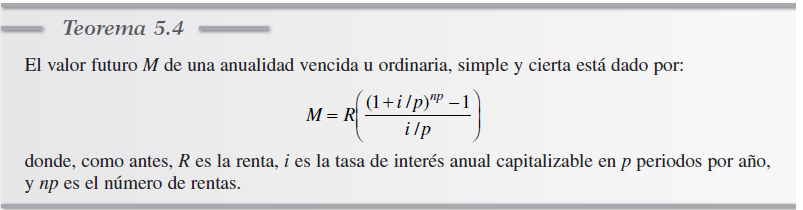 Teorema 5.4
El valor futuro M de una anualidad vencida u ordinaria, simple y cierta está dado por:
M = R((1 + i/p)^{np} − 1 / i/p)
donde, como antes, R es la renta, i es la tasa de interés anual capitalizable en p periodos por año,
y np es el número de rentas.